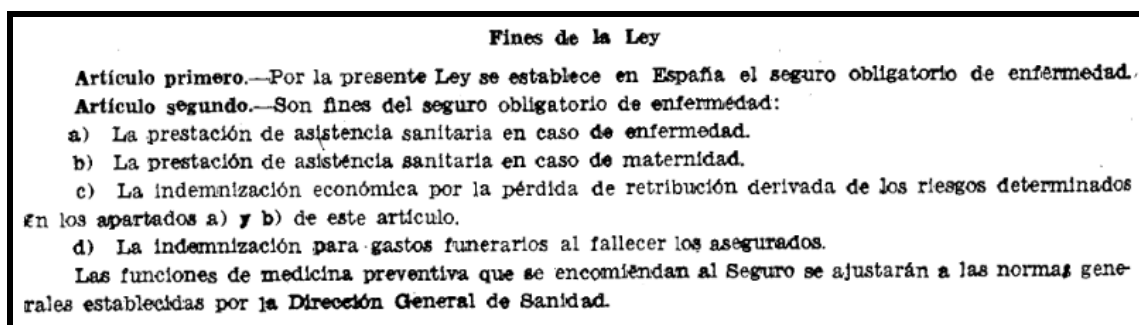 Fines de la Ley
Artículo primero.—Por la presente Ley se establece en España el seguro obligatorio de enfermedad.
Artículo segundo.—Son fines del seguro obligatorio de enfermedad:
a) La prestación de asistencia sanitaria en caso de enfermedad.
b) La prestación de asistencia sanitaria en caso de maternidad.
c) La indemnización económica por la pérdida de retribución derivada de los riesgos determinados
en los apartados a) y b) de este artículo.
d) La indemnización para gastos funerarios al fallecer los asegurados.
Las funciones de medicina preventiva que se encomiendan al Seguro se ajustarán a las normas gene-
rales establecidas por la Dirección General de Sanidad.